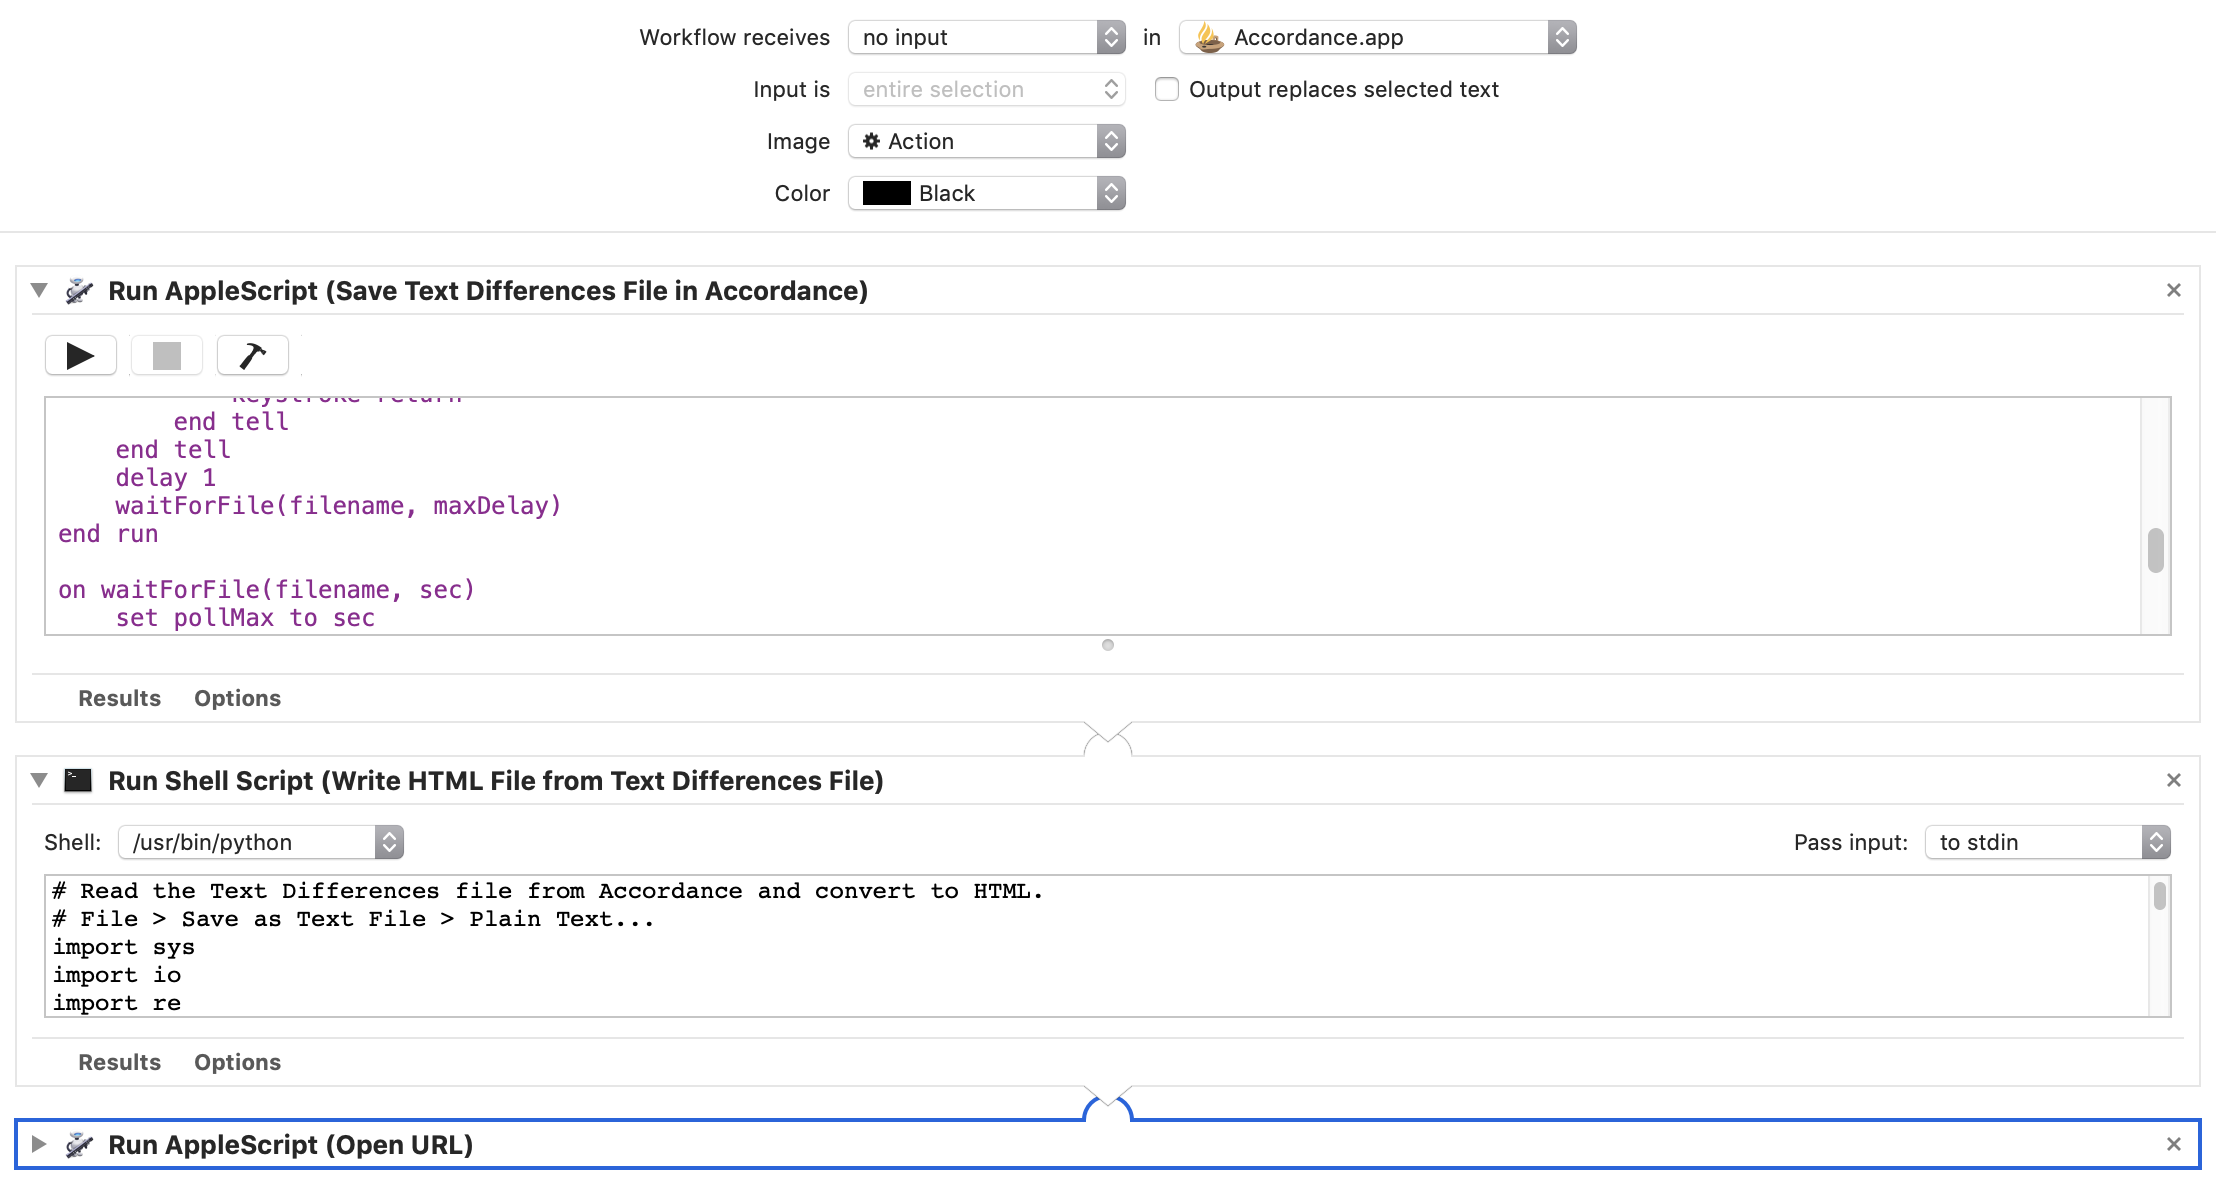 Workflow receives no input in Accordance.app
Input is entire selection Output replaces selected text
Image Action
Color Black
Run AppleScript (Save Text Differences File in Accordance)
keystroke return
end tell
end tell
delay 1
waitForFile(filename, maxDelay)
end run
on waitForFile(filename, sec)
set pollMax to sec
Results Options
Run Shell Script (Write HTML File from Text Differences File)
Shell: /usr/bin/python Pass input: to stdin
# Read the Text Differences file from Accordance and convert to HTML.
# File > Save as Text File > Plain Text...
import sys
import io
import re
Results Options
Run AppleScript (Open URL)